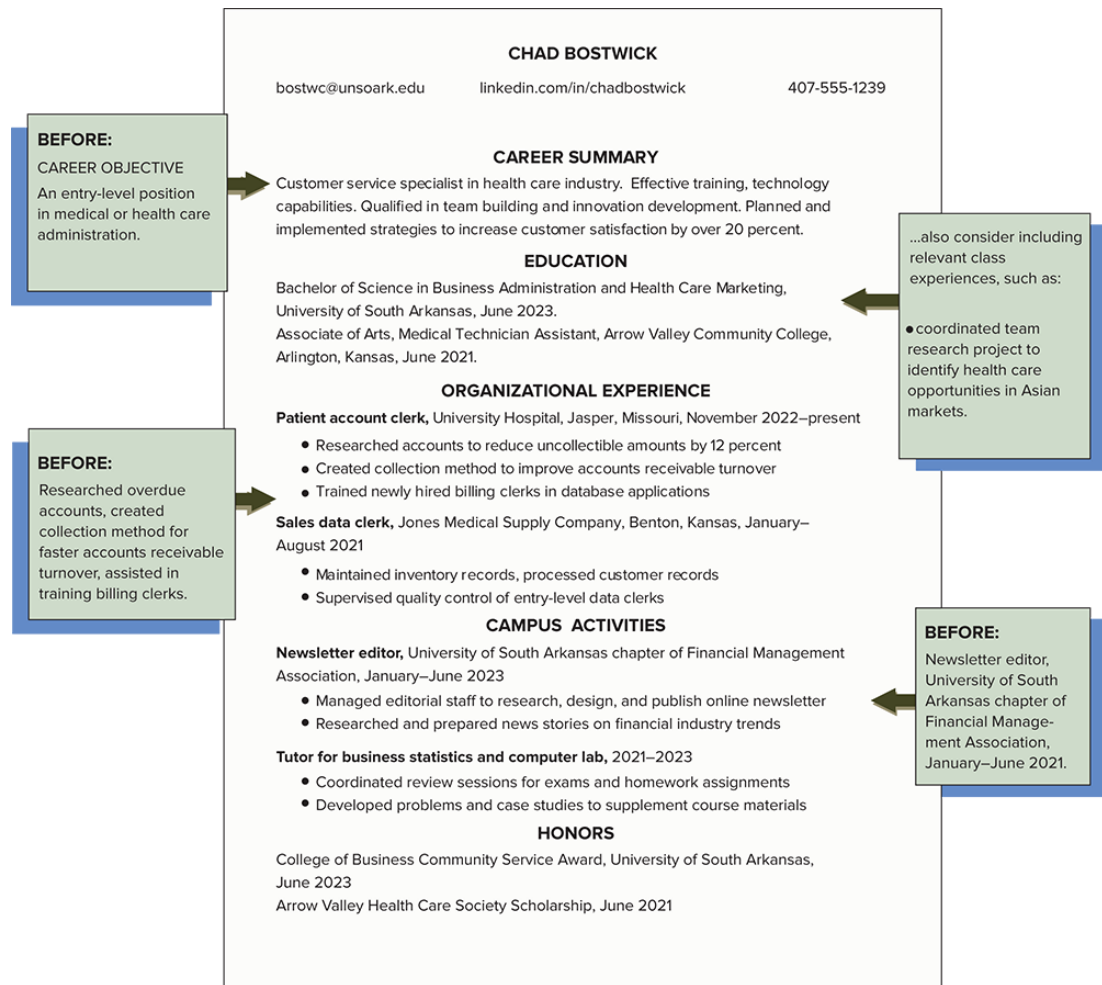 CHAD BOSTWICK
bostwc@unsoark.edu linkedin.com/in/chadbostwick 407-555-1239
BEFORE:
CAREER OBJECTIVE
An entry-level position
in medical or health care
administration.
CAREER SUMMARY
Customer service specialist in health care industry. Effective training, technology
capabilities. Qualified in team building and innovation development. Planned and
implemented strategies to increase customer satisfaction by over 20 percent.
EDUCATION
Bachelor of Science in Business Administration and Health Care Marketing,
University of South Arkansas, June 2023.
Associate of Arts, Medical Technician Assistant, Arrow Valley Community College,
Arlington, Kansas, June 2021.
...also consider including
relevant class
experiences, such as:
● coordinated team
research project to
identify health care
opportunities in Asian
markets.
ORGANIZATIONAL EXPERIENCE
Patient account clerk, University Hospital, Jasper, Missouri, November 2022–present
● Researched accounts to reduce uncollectible amounts by 12 percent
● Created collection method to improve accounts receivable turnover
● Trained newly hired billing clerks in database applications
BEFORE:
Researched overdue
accounts, created
collection method for
faster accounts receivable
turnover, assisted in
training billing clerks.
Sales data clerk, Jones Medical Supply Company, Benton, Kansas, January–
August 2021
● Maintained inventory records, processed customer records
● Supervised quality control of entry-level data clerks
CAMPUS ACTIVITIES
Newsletter editor, University of South Arkansas chapter of Financial Management
Association, January–June 2023
● Managed editorial staff to research, design, and publish online newsletter
● Researched and prepared news stories on financial industry trends
BEFORE:
Newsletter editor,
University of South
Arkansas chapter of
Financial Manage-
ment Association,
January–June 2021.
Tutor for business statistics and computer lab, 2021–2023
● Coordinated review sessions for exams and homework assignments
● Developed problems and case studies to supplement course materials
HONORS
College of Business Community Service Award, University of South Arkansas,
June 2023
Arrow Valley Health Care Society Scholarship, June 2021